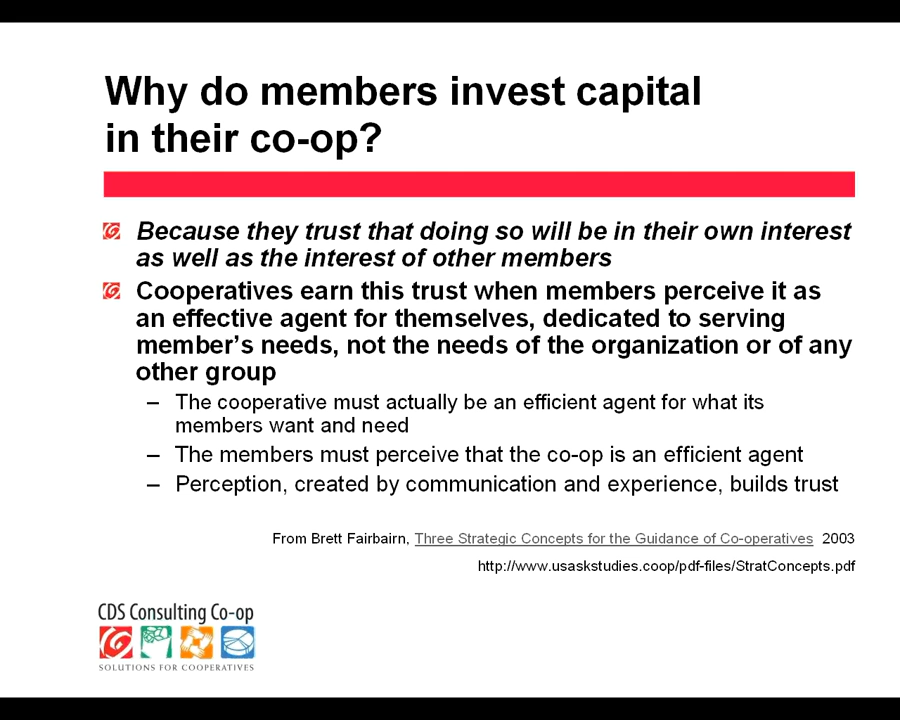 Why do members invest capital
in their co-op?
Because they trust that doing so will be in their own interest
as well as the interest of other members
Cooperatives earn this trust when members perceive it as
an effective agent for themselves, dedicated to serving
member’s needs, not the needs of the organization or of any
other group
– The cooperative must actually be an efficient agent for what its
members want and need
– The members must perceive that the co-op is an efficient agent
– Perception, created by communication and experience, builds trust
From Brett Fairbairn, Three Strategic Concepts for the Guidance of Co-operatives 2003
http://www.usaskstudies.coop/pdf-files/StratConcepts.pdf
CDS Consulting Co-op
SOLUTIONS FOR COOPERATIVES